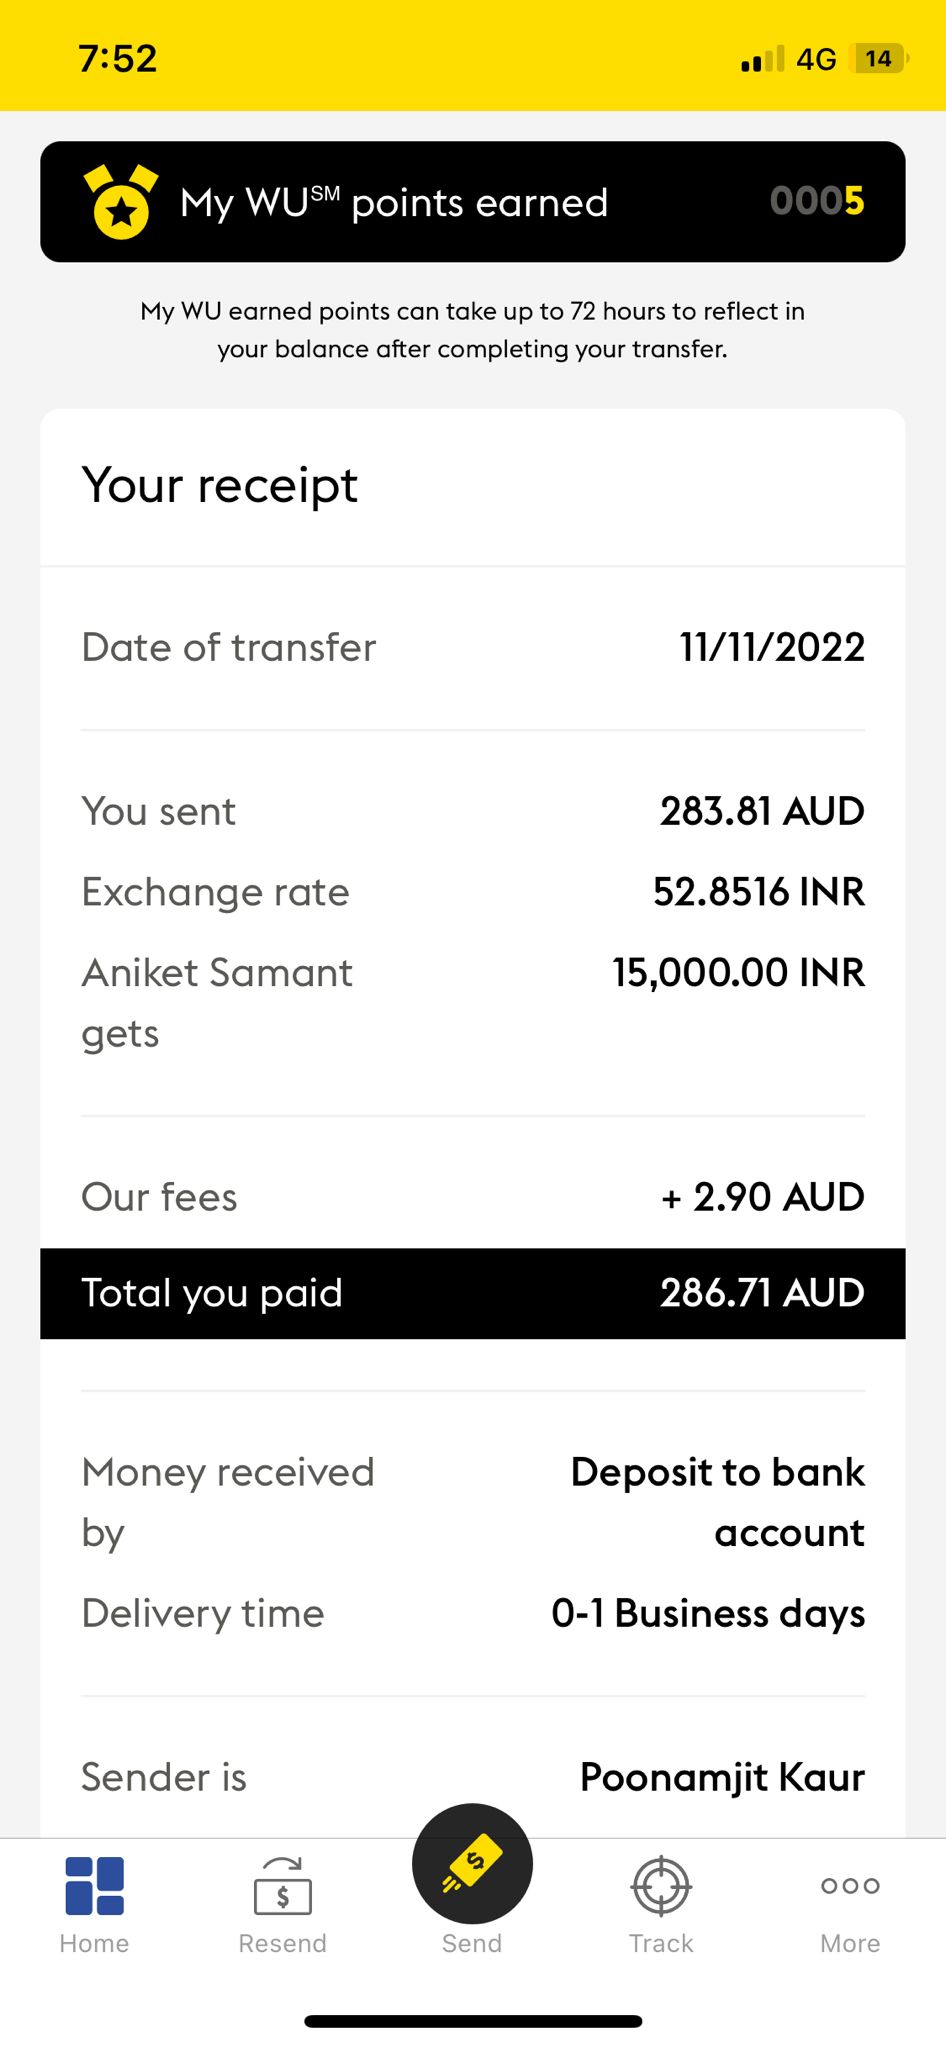 7:52 4G 14
My WU℠ points earned 0005
My WU earned points can take up to 72 hours to reflect in
your balance after completing your transfer.
Your receipt
Date of transfer 11/11/2022
You sent 283.81 AUD
Exchange rate 52.8516 INR
Aniket Samant 15,000.00 INR
gets
Our fees + 2.90 AUD
Total you paid 286.71 AUD
Money received Deposit to bank
by account
Delivery time 0-1 Business days
Sender is Poonamjit Kaur
$ $
Home Resend Send Track More